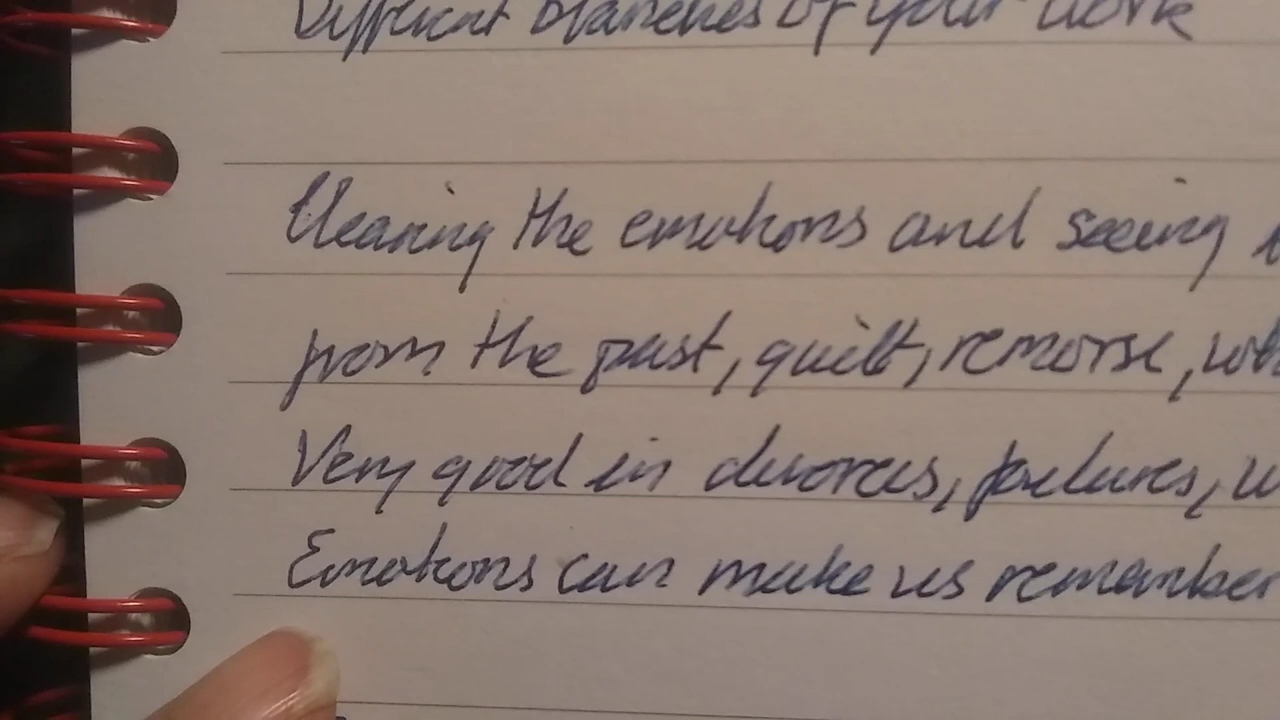 Different branches of your work
Clearing the emotions and seeing
from the past, guilt, remorse,
Very good in divorces, failures,
Emotions can make us remember